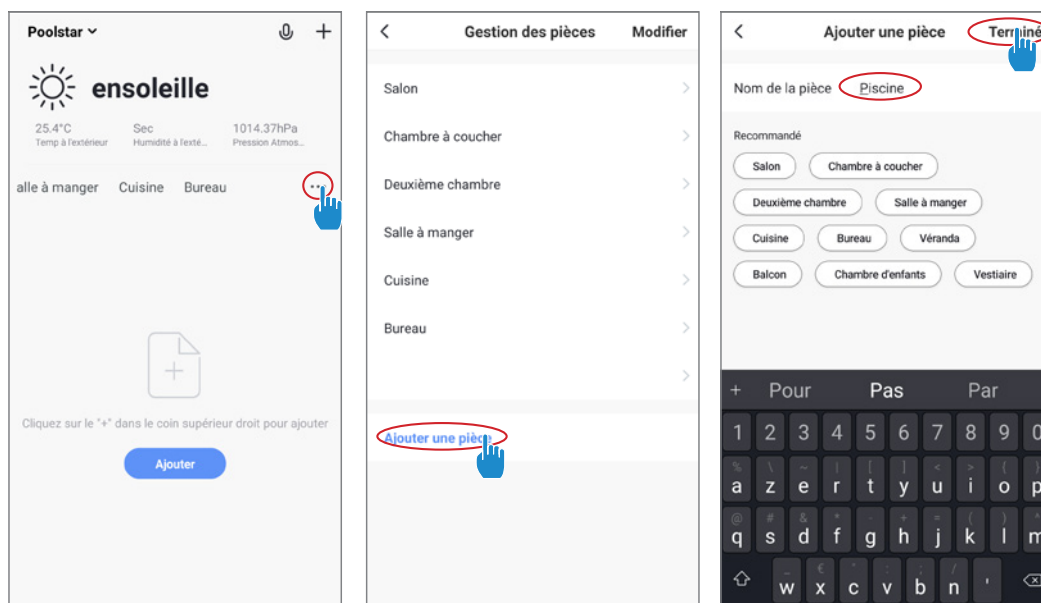 Poolstar
ensoleille
25.4°C Sec 1014.37hPa
Temp à l'extérieur Humidité à l'exté... Pression Atmos...
alle à manger Cuisine Bureau ...
Cliquez sur le "+" dans le coin supérieur droit pour ajouter
Ajouter
Gestion des pièces Modifier
Salon
Chambre à coucher
Deuxième chambre
Salle à manger
Cuisine
Bureau
Ajouter une pièce
Ajouter une pièce Terminé
Nom de la pièce Piscine
Recommandé
Salon Chambre à coucher
Deuxième chambre Salle à manger
Cuisine Bureau Véranda
Balcon Chambre d'enfants Vestiaire
+ Pour Pas Par
1 2 3 4 5 6 7 8 9 0
a z e r t y u i o p
q s d f g h j k l m
w x c v b n '